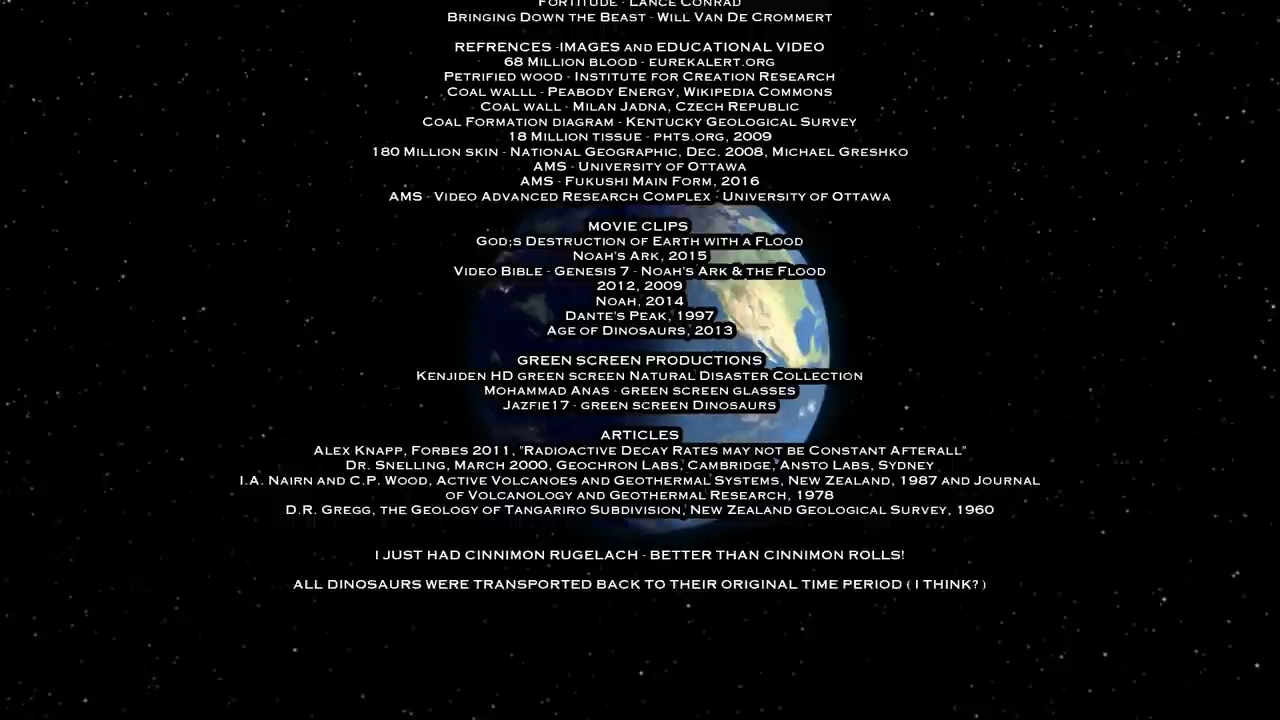 Fortitude - Lance Conrad
Bringing Down the Beast - Will Van De Crommert
REFRENCES -IMAGES and EDUCATIONAL VIDEO
68 Million blood - eurekalert.org
Petrified wood - Institute for Creation Research
Coal walll - Peabody Energy, Wikipedia Commons
Coal wall - Milan Jadna, Czech Republic
Coal Formation diagram - Kentucky Geological Survey
18 Million tissue - phts.org, 2009
180 Million skin - National Geographic, Dec. 2008, Michael Greshko
AMS - University of Ottawa
AMS - Fukushi Main Form, 2016
AMS - Video Advanced Research Complex - University of Ottawa
MOVIE CLIPS
God;s Destruction of Earth with a Flood
Noah's Ark, 2015
Video Bible - Genesis 7 - Noah's Ark & the Flood
2012, 2009
Noah, 2014
Dante's Peak, 1997
Age of Dinosaurs, 2013
GREEN SCREEN PRODUCTIONS
Kenjiden HD green screen Natural Disaster Collection
Mohammad Anas - green screen glasses
Jazfie17 - green screen Dinosaurs
ARTICLES
Alex Knapp, Forbes 2011, "Radioactive Decay Rates may not be Constant Afterall"
Dr. Snelling, March 2000, Geochron Labs, Cambridge, Ansto Labs, Sydney
I.A. Nairn and C.P. Wood, Active Volcanoes and Geothermal Systems, New Zealand, 1987 and Journal
of Volcanology and Geothermal Research, 1978
D.R. Gregg, the Geology of Tangariro Subdivision, New Zealand Geological Survey, 1960
I JUST HAD CINNIMON RUGELACH - BETTER THAN CINNIMON ROLLS!
ALL DINOSAURS WERE TRANSPORTED BACK TO THEIR ORIGINAL TIME PERIOD ( I THINK? )